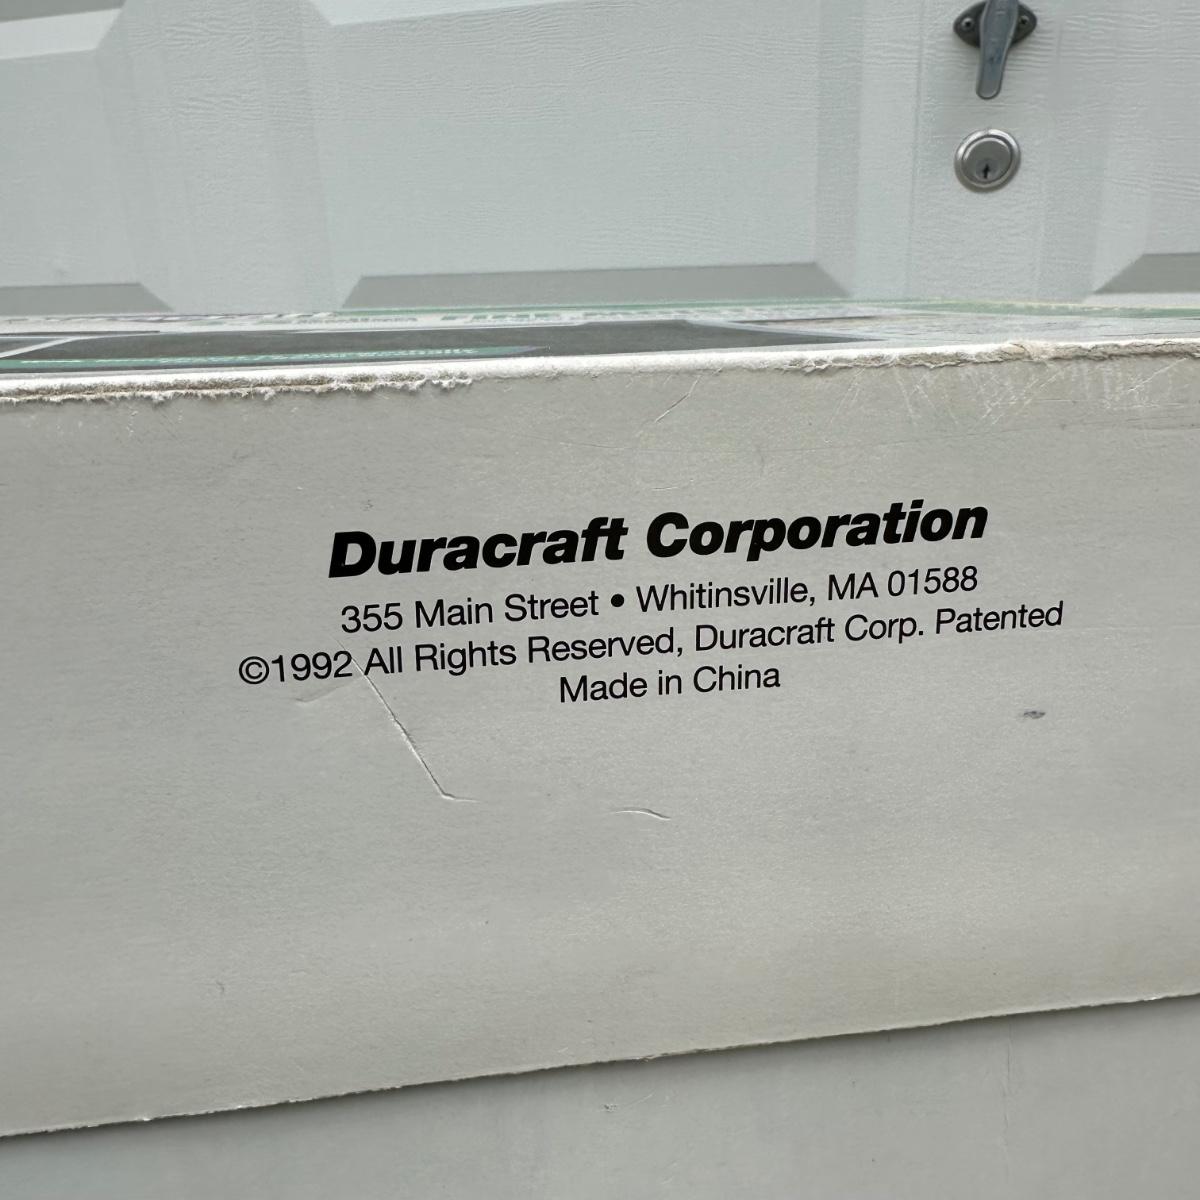 Duracraft Corporation
355 Main Street • Whitinsville, MA 01588
©1992 All Rights Reserved, Duracraft Corp. Patented
Made in China